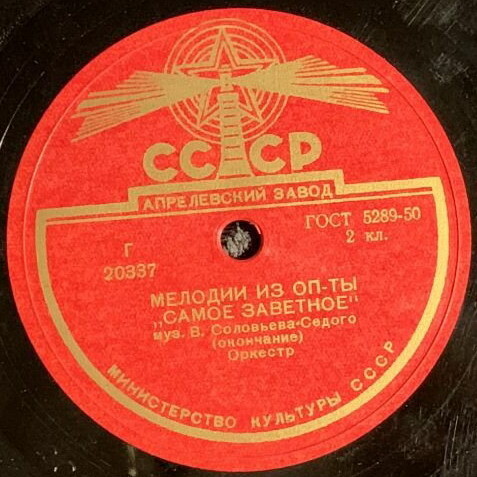 СССР
АПРЕЛЕВСКИЙ ЗАВОД
ГОСТ 5289-50
2 кл.
Г
20337
МЕЛОДИИ ИЗ ОП-ТЫ
„САМОЕ ЗАВЕТНОЕ"
муз. В. Соловьева-Седого
(окончание)
Оркестр
МИНИСТЕРСТВО КУЛЬТУРЫ СССР